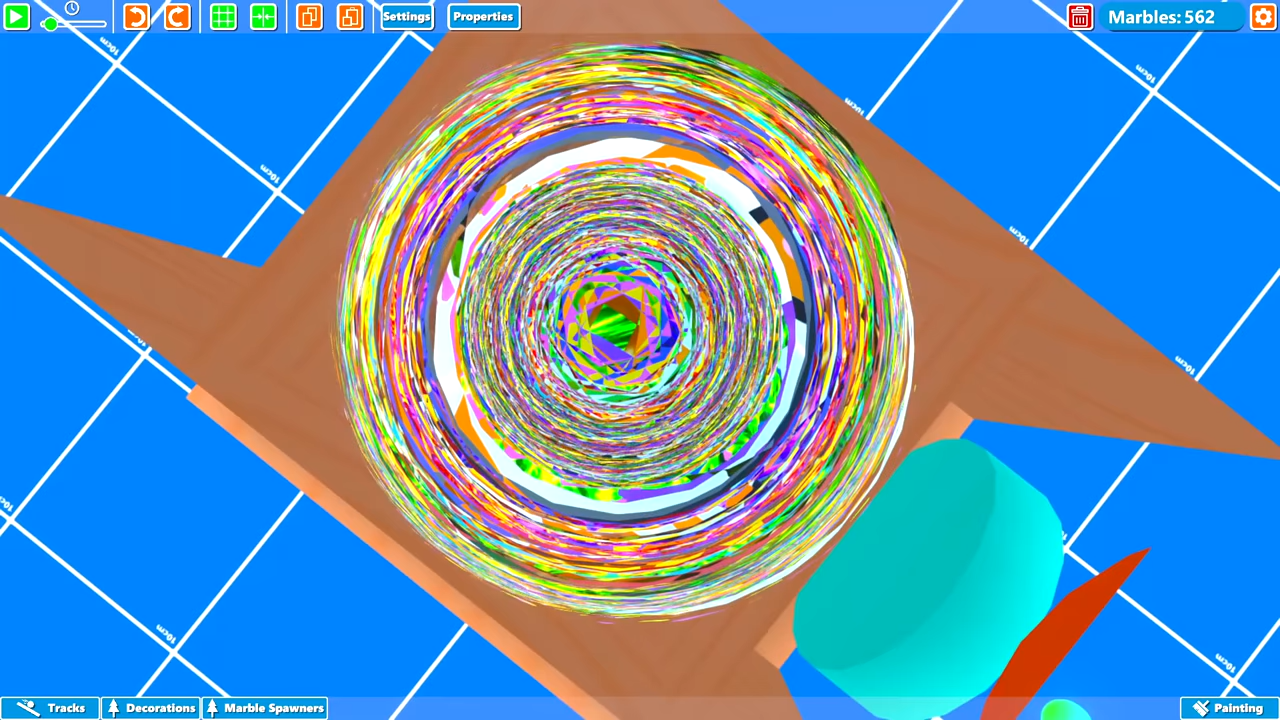 Settings
Properties
Marbles: 562
10cm
10cm
10cm
10cm
10cm
10cm
10cm
10cm
10cm
Tracks
Decorations
Marble Spawners
Painting